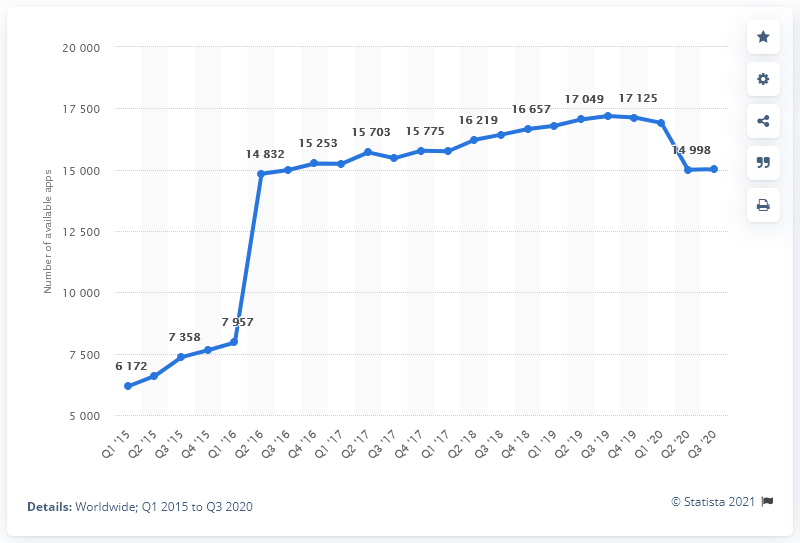 20 000
17 500
15 000
12 500
10 000
7 500
5 000
Number of available apps
6 172
7 358
7 957
14 832
15 253
15 703
15 775
16 219
16 657
17 049
17 125
14 998
Q1 '15
Q2 '15
Q3 '15
Q4 '15
Q1 '16
Q2 '16
Q3 '16
Q4 '16
Q1 '17
Q2 '17
Q3 '17
Q4 '17
Q1 '18
Q2 '18
Q3 '18
Q4 '18
Q1 '19
Q2 '19
Q3 '19
Q4 '19
Q1 '20
Q2 '20
Q3 '20
Details: Worldwide; Q1 2015 to Q3 2020
© Statista 2021